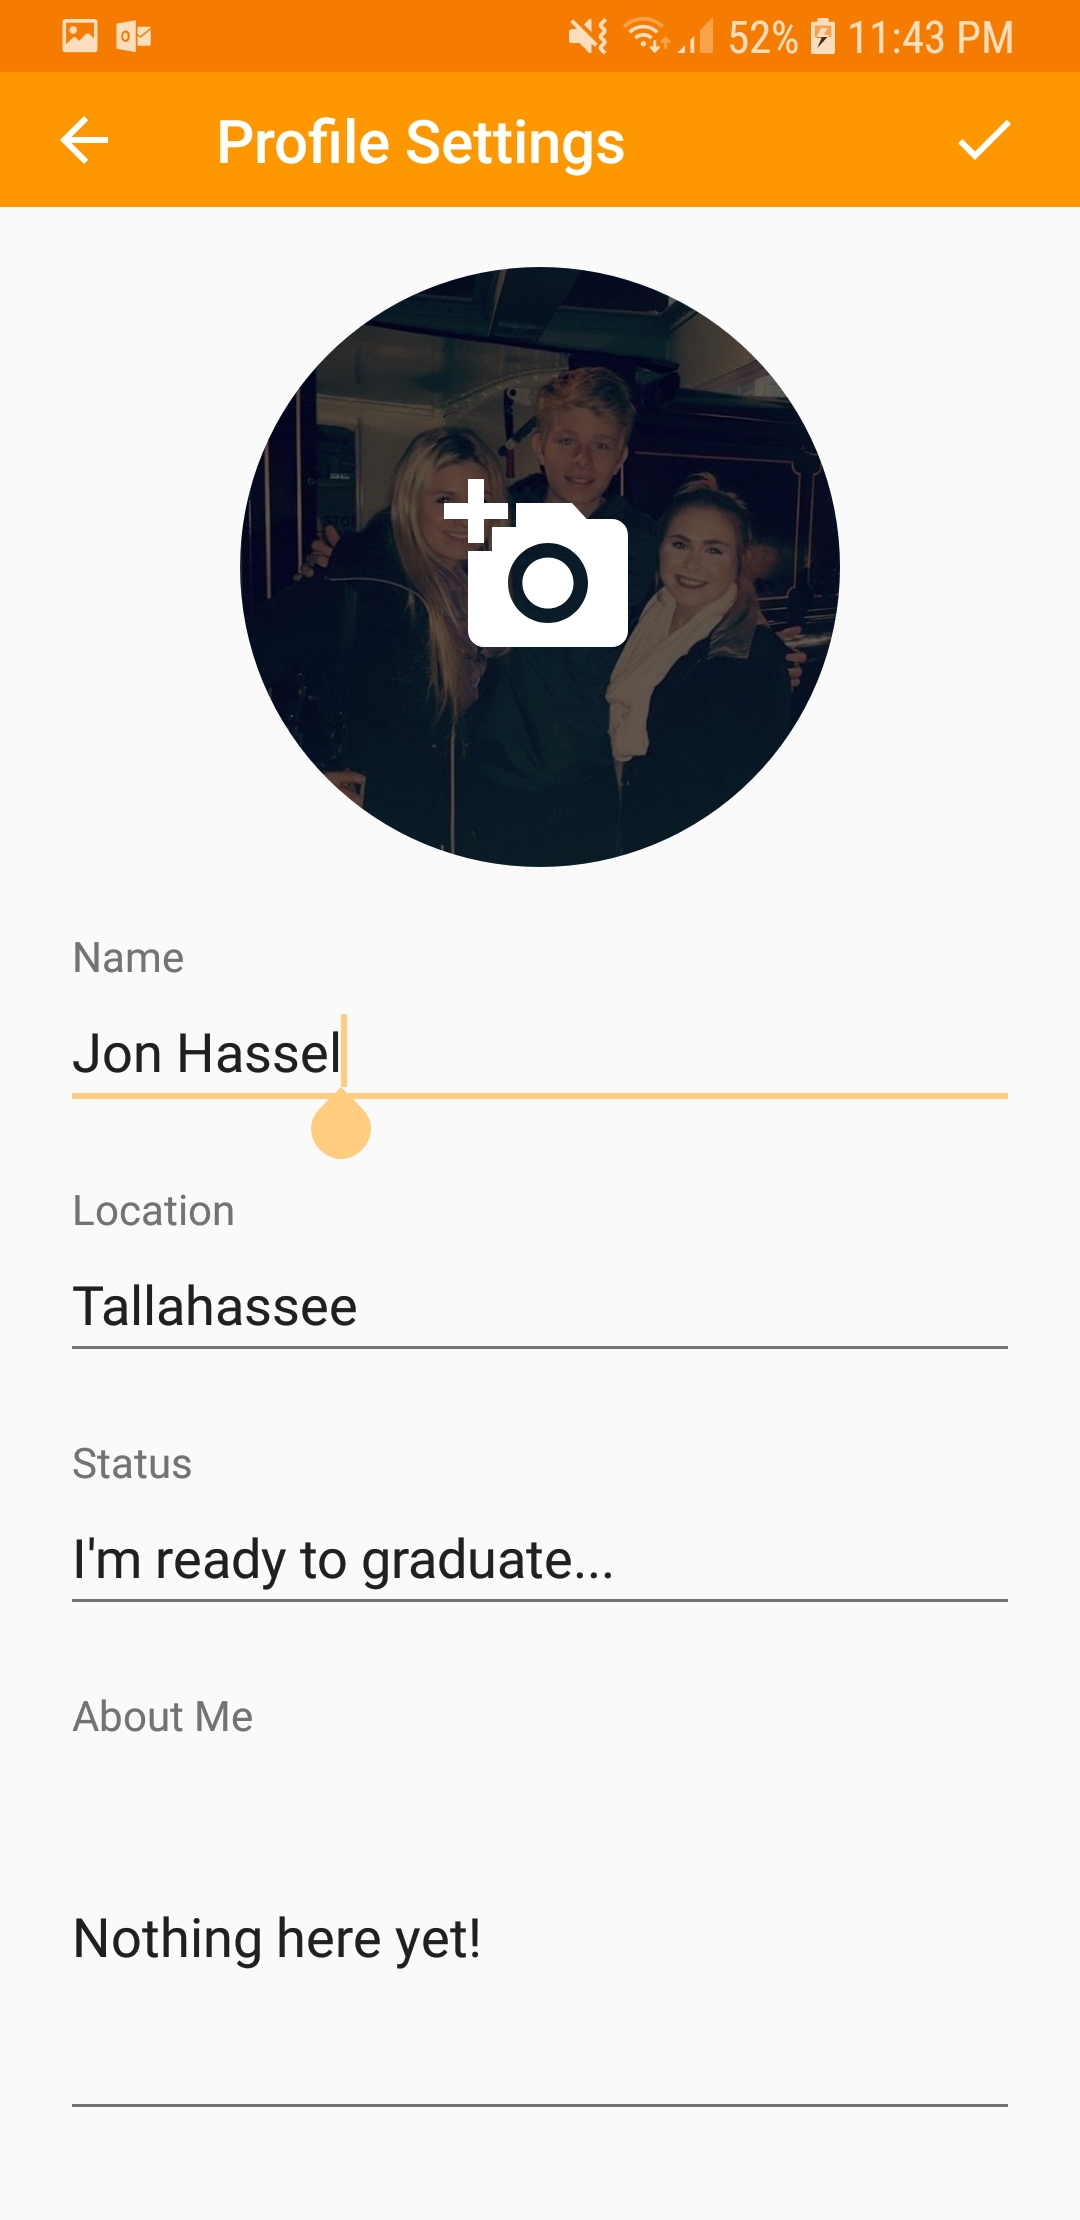 52% 11:43 PM
Profile Settings
Name
Jon Hassel
Location
Tallahassee
Status
I'm ready to graduate...
About Me
Nothing here yet!